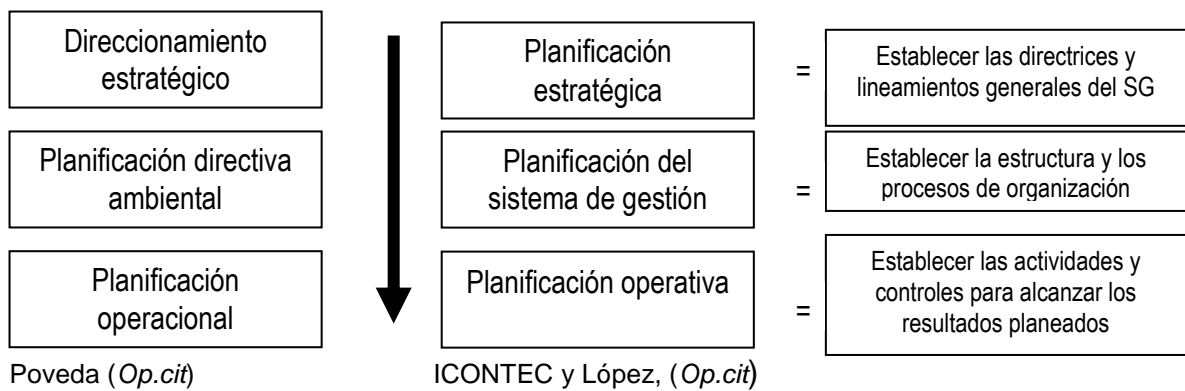 Direccionamiento
estratégico
Planificación
estratégica
=
Establecer las directrices y
lineamientos generales del SG
Planificación directiva
ambiental
Planificación del
sistema de gestión
=
Establecer la estructura y los
procesos de organización
Planificación
operacional
Planificación operativa
=
Establecer las actividades y
controles para alcanzar los
resultados planeados
Poveda (Op.cit)
ICONTEC y López, (Op.cit)